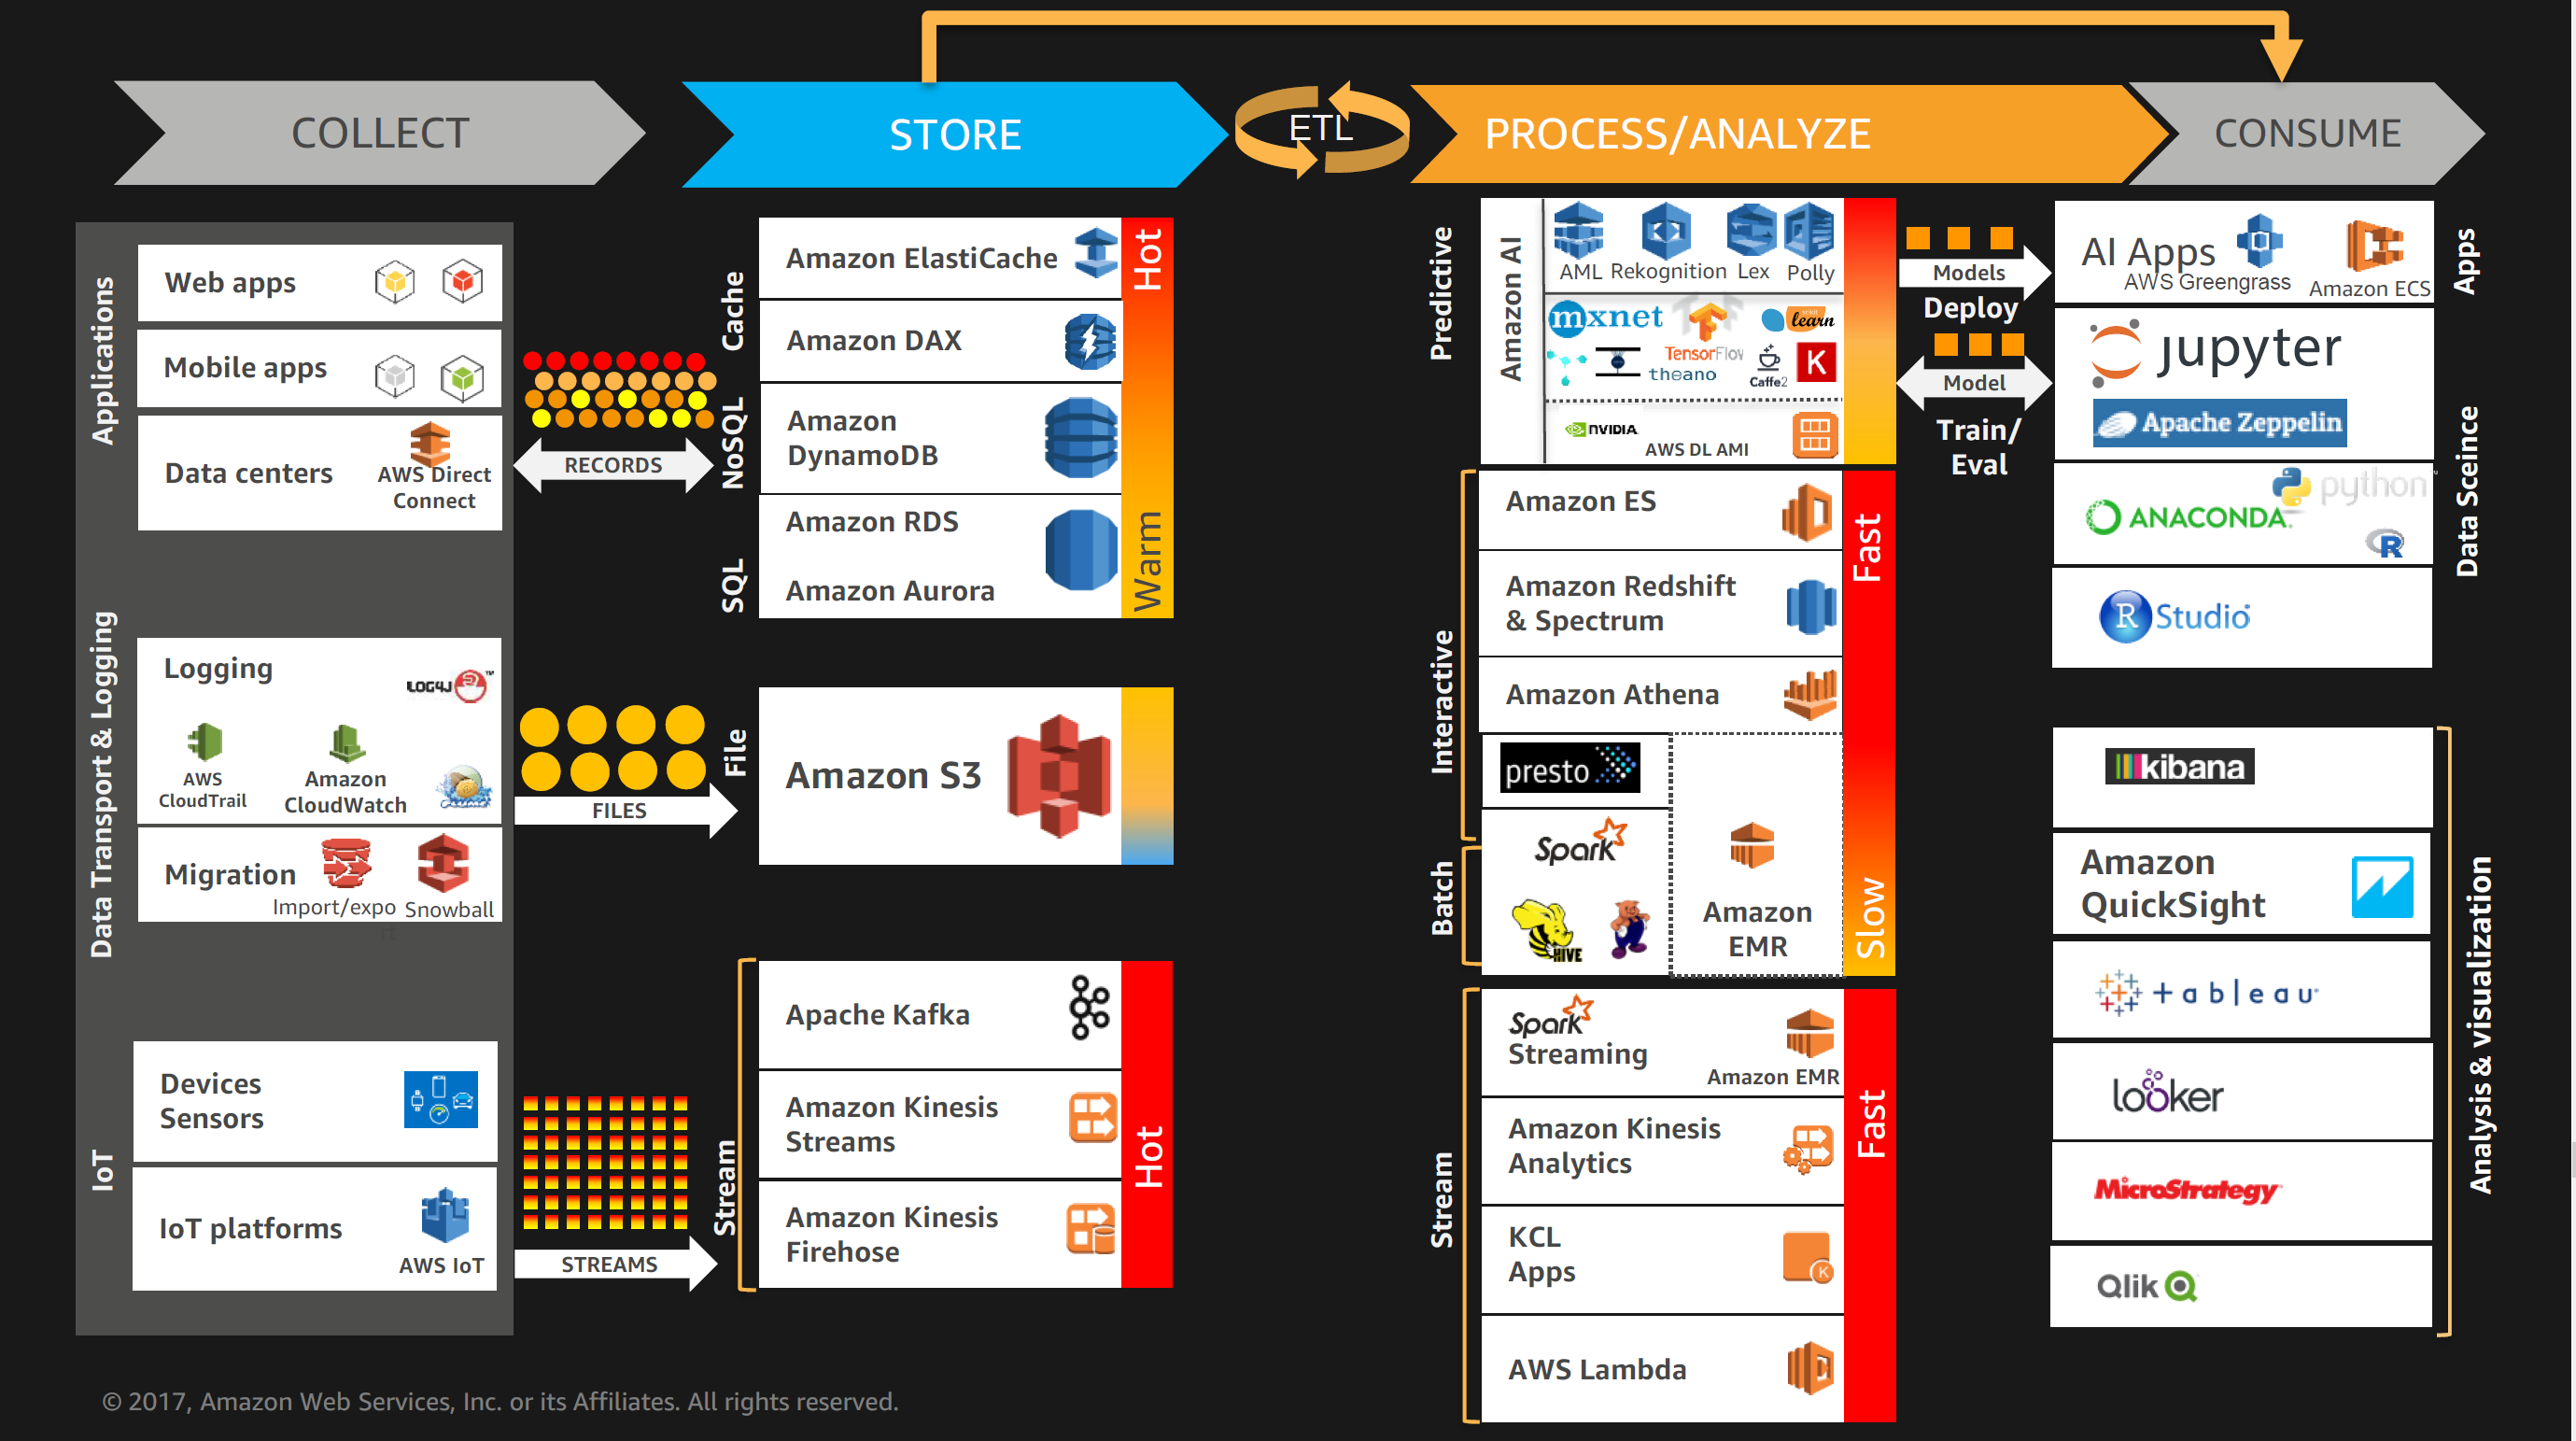 COLLECT
STORE
ETL
PROCESS/ANALYZE
CONSUME
Applications
Web apps
Mobile apps
Data centers
AWS Direct
Connect
Data Transport & Logging
Logging
LOG4J
AWS
CloudTrail
Amazon
CloudWatch
Migration
Import/expo
rt
Snowball
IoT
Devices
Sensors
IoT platforms
AWS IoT
RECORDS
FILES
STREAMS
Cache
NoSQL
SQL
Amazon ElastiCache
Amazon DAX
Amazon
DynamoDB
Amazon RDS
Amazon Aurora
Hot
Warm
File
Amazon S3
Stream
Apache Kafka
Amazon Kinesis
Streams
Amazon Kinesis
Firehose
Hot
Predictive
Amazon AI
AML
Rekognition
Lex
Polly
mxnet
TensorFlow
scikit
learn
theano
Caffe2
K
NVIDIA
AWS DL AMI
Interactive
Amazon ES
Amazon Redshift
& Spectrum
Amazon Athena
presto
Batch
Spark
HIVE
Amazon
EMR
Fast
Slow
Stream
Spark
Streaming
Amazon EMR
Amazon Kinesis
Analytics
KCL
Apps
K
AWS Lambda
Fast
Models
Deploy
Model
Train/
Eval
AI Apps
AWS Greengrass
Amazon ECS
Apps
jupyter
Apache Zeppelin
python
ANACONDA
R
R Studio
Data Sceince
kibana
Amazon
QuickSight
tableau
looker
MicroStrategy
Qlik
Analysis & visualization
© 2017, Amazon Web Services, Inc. or its Affiliates. All rights reserved.